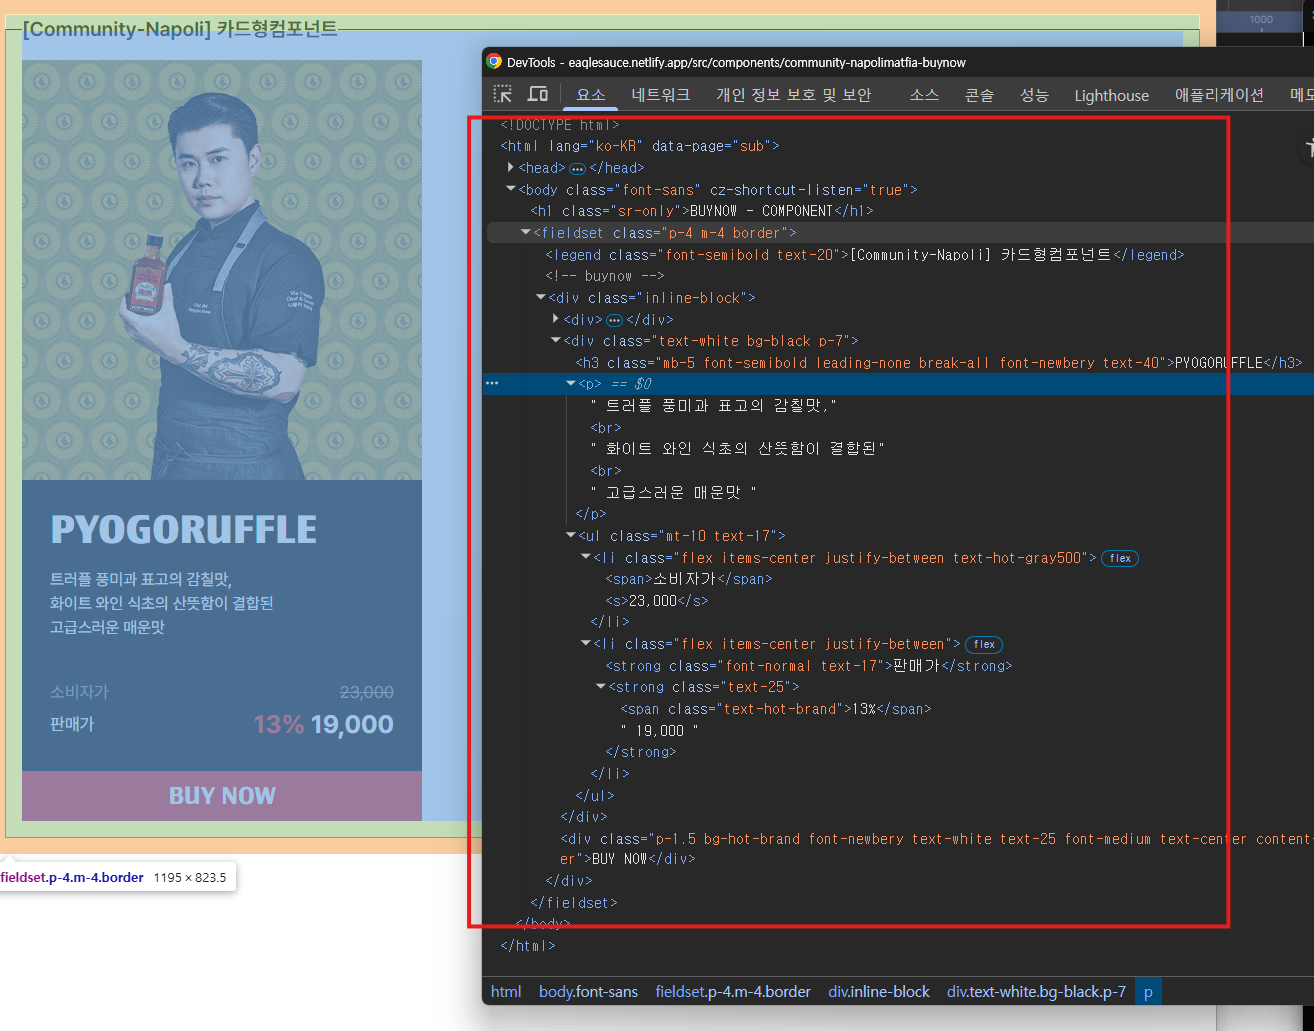 [Community-Napoli] 카드형컴포넌트
PYOGORUFFLE
트러플 풍미과 표고의 감칠맛,
화이트 와인 식초의 산뜻함이 결합된
고급스러운 매운맛
소비자가 23,000
판매가 13% 19,000
BUY NOW
fieldset.p-4.m-4.border 1195 × 823.5
1000
DevTools - eaqlesauce.netlify.app/src/components/community-napolimatfia-buynow
요소 네트워크 개인 정보 보호 및 보안 소스 콘솔 성능 Lighthouse 애플리케이션 메모
<!DOCTYPE html>
<html lang="ko-KR" data-page="sub">
<head> ••• </head>
<body class="font-sans" cz-shortcut-listen="true">
<h1 class="sr-only">BUYNOW - COMPONENT</h1>
<fieldset class="p-4 m-4 border">
<legend class="font-semibold text-20">[Community-Napoli] 카드형컴포넌트</legend>
<!-- buynow -->
<div class="inline-block">
<div> ••• </div>
<div class="text-white bg-black p-7">
<h3 class="mb-5 font-semibold leading-none break-all font-newbery text-40">PYOGORUFFLE</h3>
••• <p> == $0
" 트러플 풍미과 표고의 감칠맛,"
<br>
" 화이트 와인 식초의 산뜻함이 결합된"
<br>
" 고급스러운 매운맛 "
</p>
<ul class="mt-10 text-17">
<li class="flex items-center justify-between text-hot-gray500"> flex
<span>소비자가</span>
<s>23,000</s>
</li>
<li class="flex items-center justify-between"> flex
<strong class="font-normal text-17">판매가</strong>
<strong class="text-25">
<span class="text-hot-brand">13%</span>
" 19,000 "
</strong>
</li>
</ul>
</div>
<div class="p-1.5 bg-hot-brand font-newbery text-white text-25 font-medium text-center content-
er">BUY NOW</div>
</div>
</fieldset>
</body>
</html>
html body.font-sans fieldset.p-4.m-4.border div.inline-block div.text-white.bg-black.p-7 p